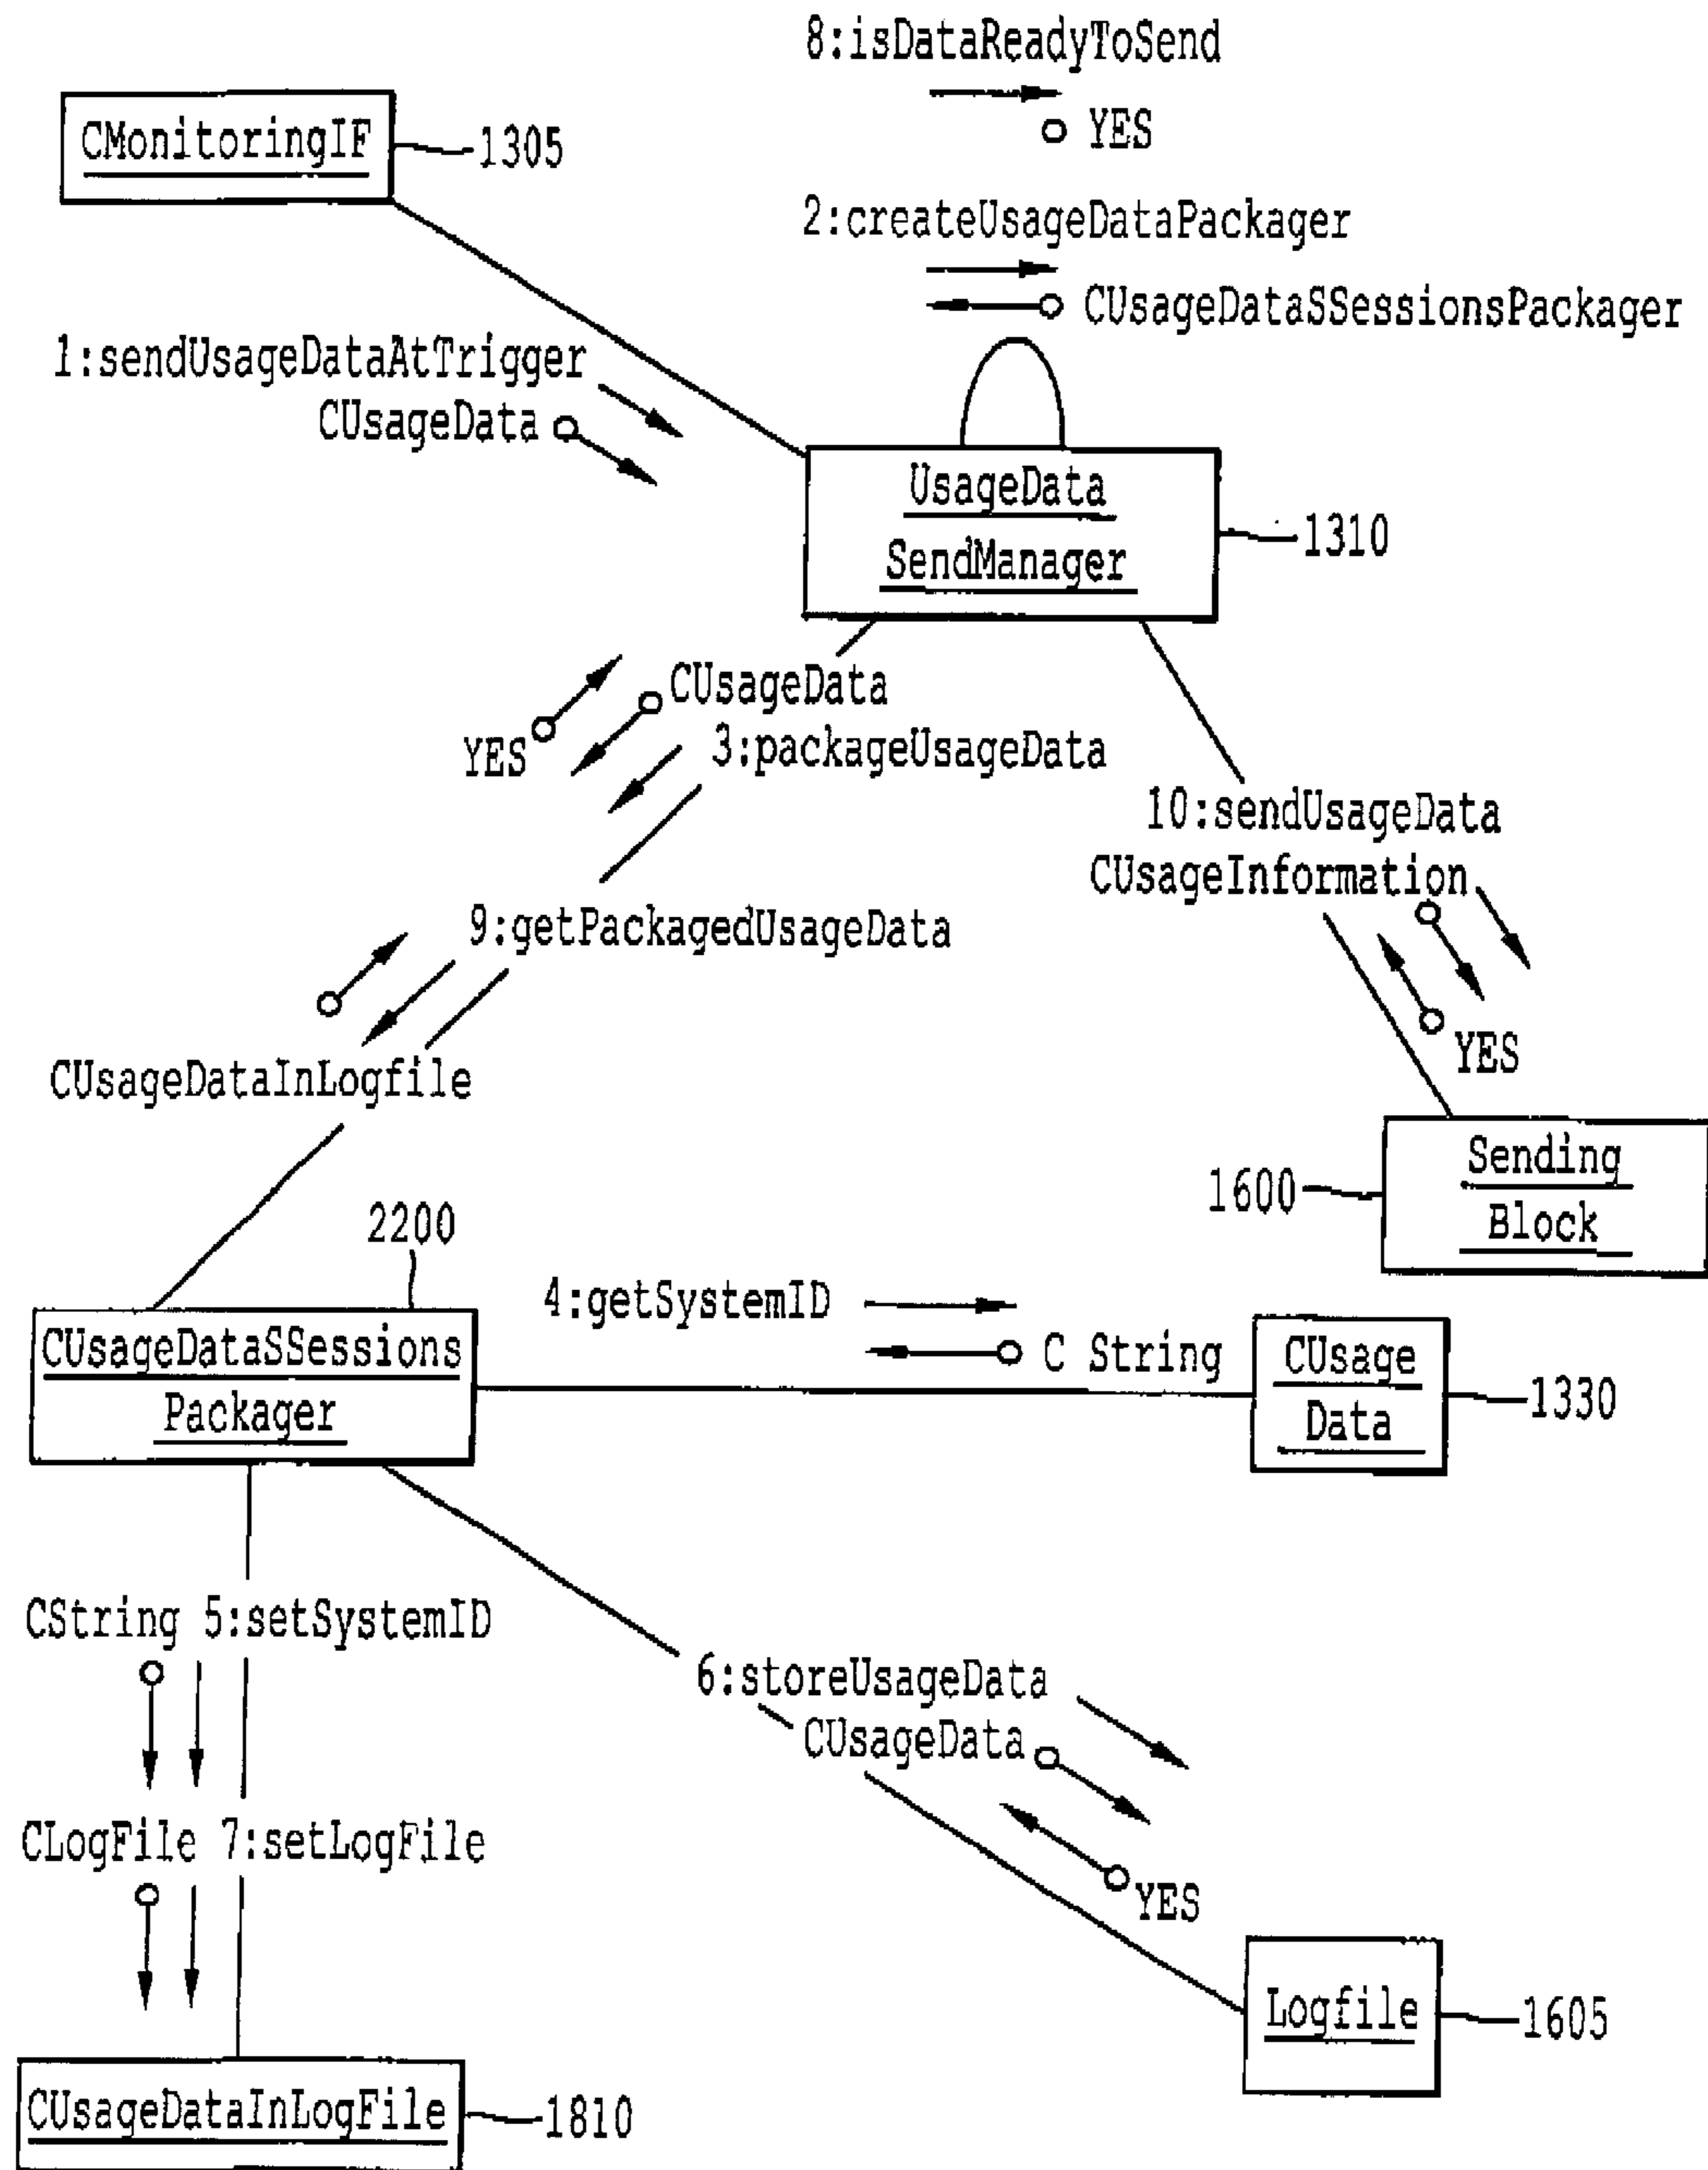 8:isDataReadyToSend
YES
CMonitoringIF
1305
2:createUsageDataPackager
CUsageDataSSessionsPackager
1:sendUsageDataAtTrigger
CUsageData
UsageData
SendManager
1310
CUsageData
YES
3:packageUsageData
10:sendUsageData
CUsageInformation
9:getPackagedUsageData
YES
CUsageDataInLogfile
Sending
Block
1600
2200
4:getSystemID
C String
CUsageDataSSessions
Packager
CUsage
Data
1330
CString 5:setSystemID
6:storeUsageData
CUsageData
CLogFile 7:setLogFile
YES
Logfile
1605
CUsageDataInLogFile
1810